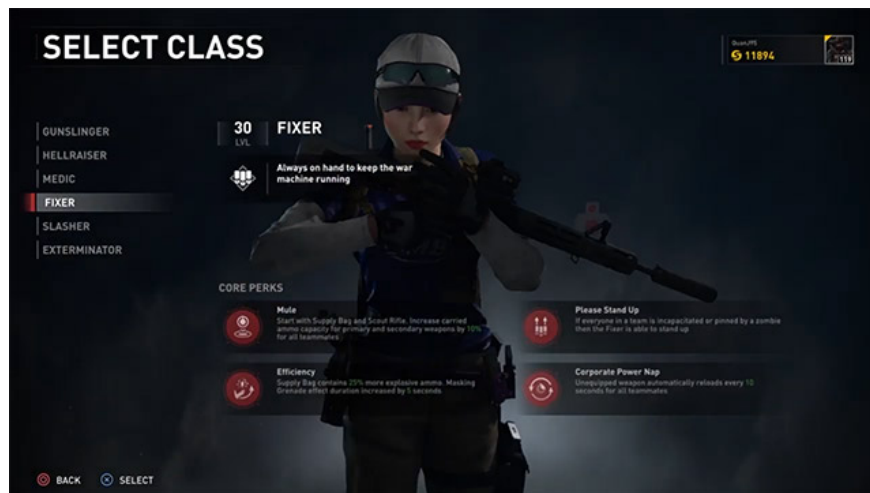 SELECT CLASS
11894
119
GUNSLINGER
HELLRAISER
MEDIC
FIXER
SLASHER
EXTERMINATOR
30
LVL
FIXER
Always on hand to keep the war
machine running
CORE PERKS
Mule
Start with Supply Bag and Scout Rifle. Increase carried
ammo capacity for primary and secondary weapons by 10%
for all teammates
Please Stand Up
If everyone in a team is incapacitated or pinned by a zombie
then the Fixer is able to stand up
Efficiency
Supply Bag contains 25% more explosive ammo. Masking
Grenade effect duration increased by 5 seconds
Corporate Power Nap
Unequipped weapon automatically reloads every 10
seconds for all teammates
BACK
SELECT